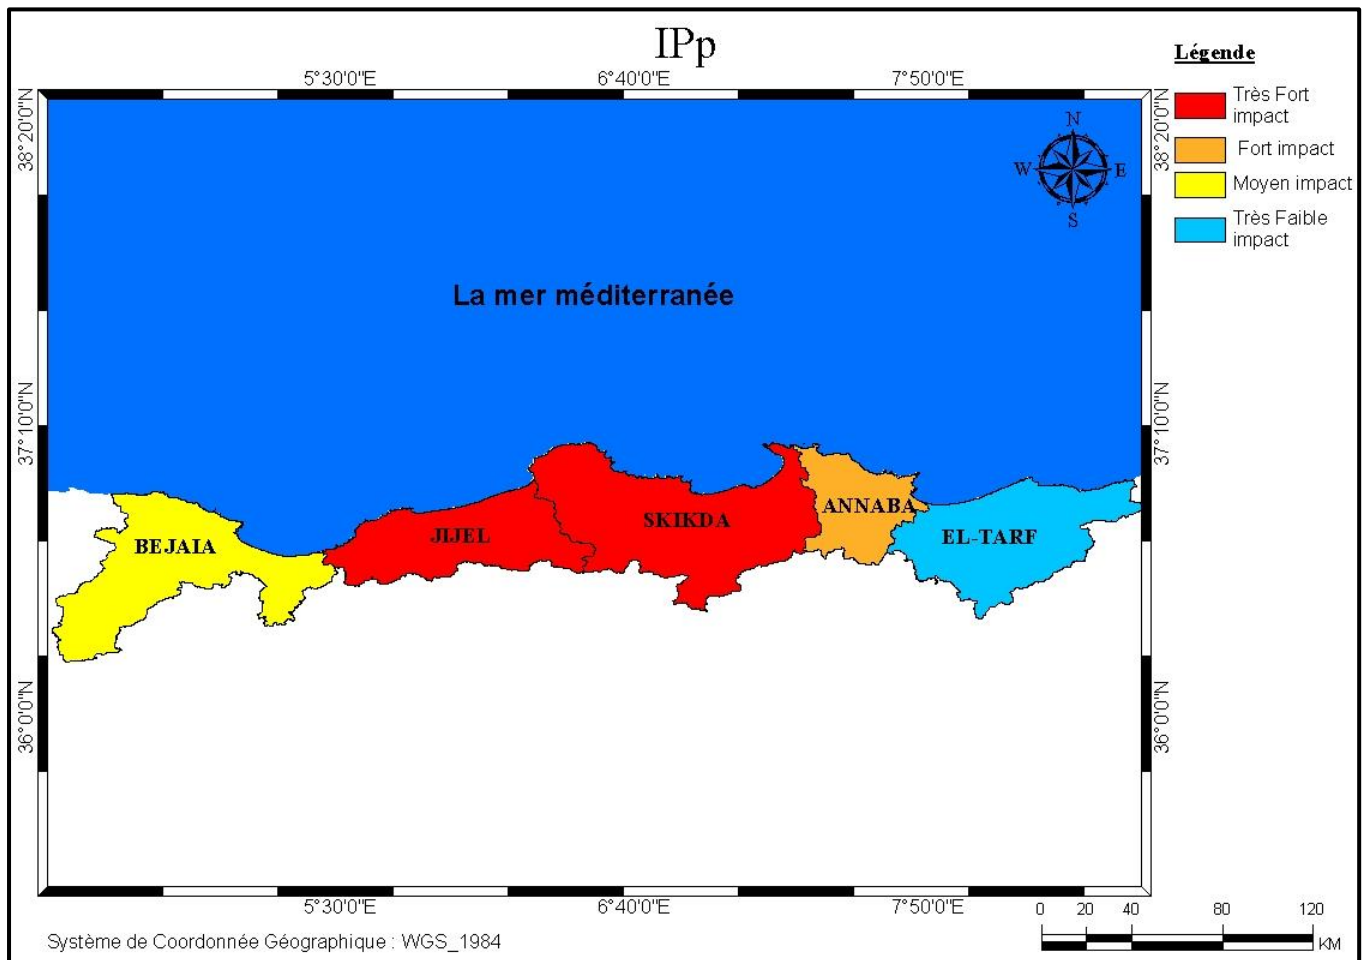 IPp
Légende
Très Fort
impact
Fort impact
Moyen impact
Très Faible
impact
5°30'0"E
6°40'0"E
7°50'0"E
38°20'0"N
38°20'0"N
N
W
E
S
La mer méditerranée
37°10'0"N
37°10'0"N
BEJAIA
JIJEL
SKIKDA
ANNABA
EL-TARF
36°0'0"N
36°0'0"N
5°30'0"E
6°40'0"E
7°50'0"E
0 20 40 80 120
KM
Système de Coordonnée Géographique : WGS_1984